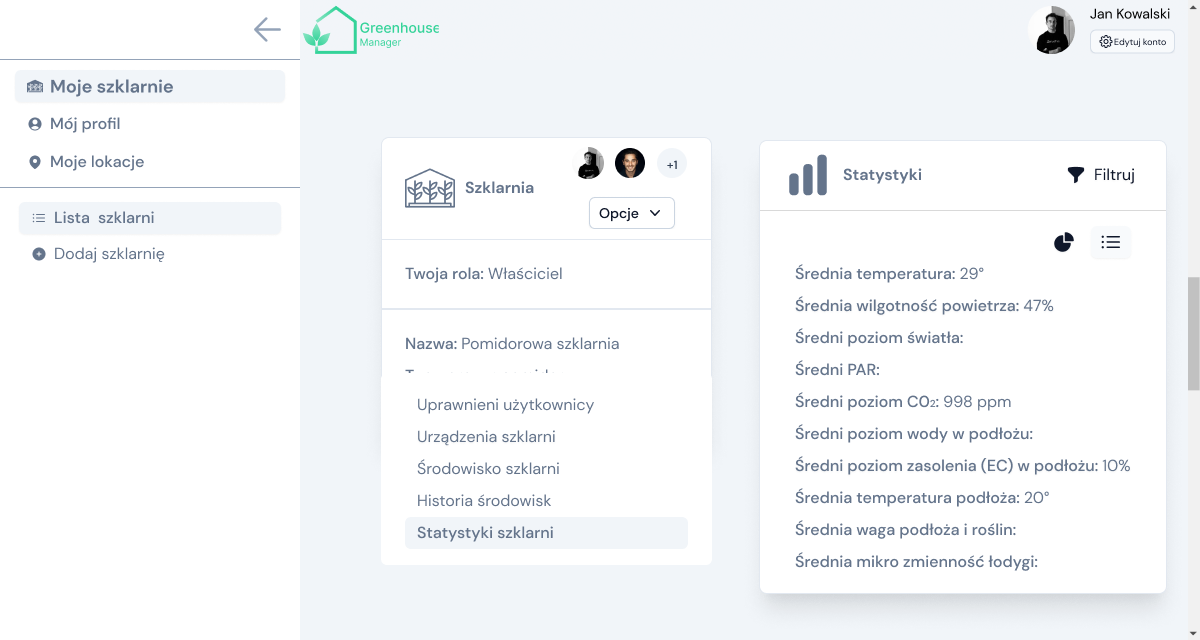 Greenhouse
Manager
Jan Kowalski
Edytuj konto
Moje szklarnie
Mój profil
Moje lokacje
Lista szklarni
Dodaj szklarnię
+1
Szklarnia
Opcje
Twoja rola: Właściciel
Nazwa: Pomidorowa szklarnia
Uprawnieni użytkownicy
Urządzenia szklarni
Środowisko szklarni
Historia środowisk
Statystyki szklarni
Statystyki
Filtruj
Średnia temperatura: 29°
Średnia wilgotność powietrza: 47%
Średni poziom światła:
Średni PAR:
Średni poziom C0₂: 998 ppm
Średni poziom wody w podłożu:
Średni poziom zasolenia (EC) w podłożu: 10%
Średnia temperatura podłoża: 20°
Średnia waga podłoża i roślin:
Średnia mikro zmienność łodygi: